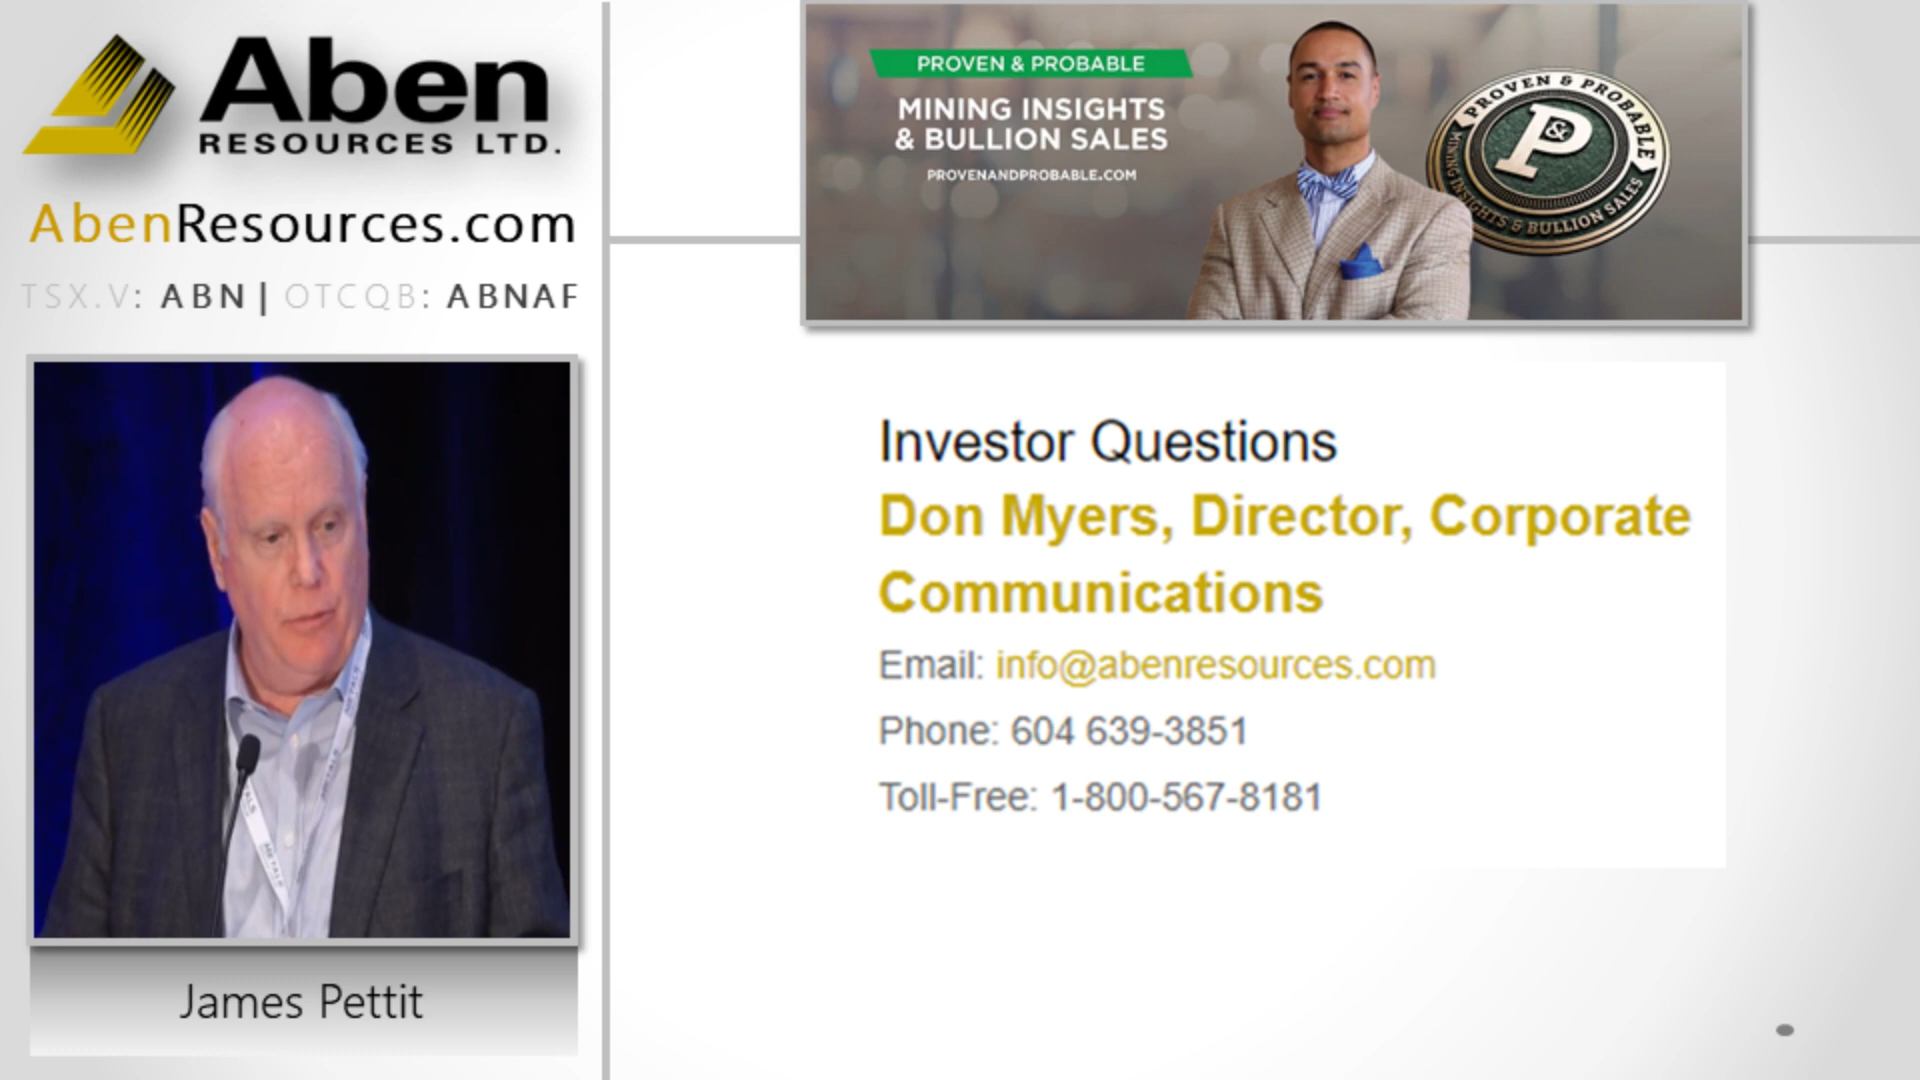 Aben
RESOURCES LTD.
AbenResources.com
TSX.V: ABN | OTCQB: ABNAF
James Pettit
PROVEN & PROBABLE
MINING INSIGHTS
& BULLION SALES
PROVENANDPROBABLE.COM
PROVEN & PROBABLE
P&
MINING INSIGHTS & BULLION SALES
Investor Questions
Don Myers, Director, Corporate
Communications
Email: info@abenresources.com
Phone: 604 639-3851
Toll-Free: 1-800-567-8181